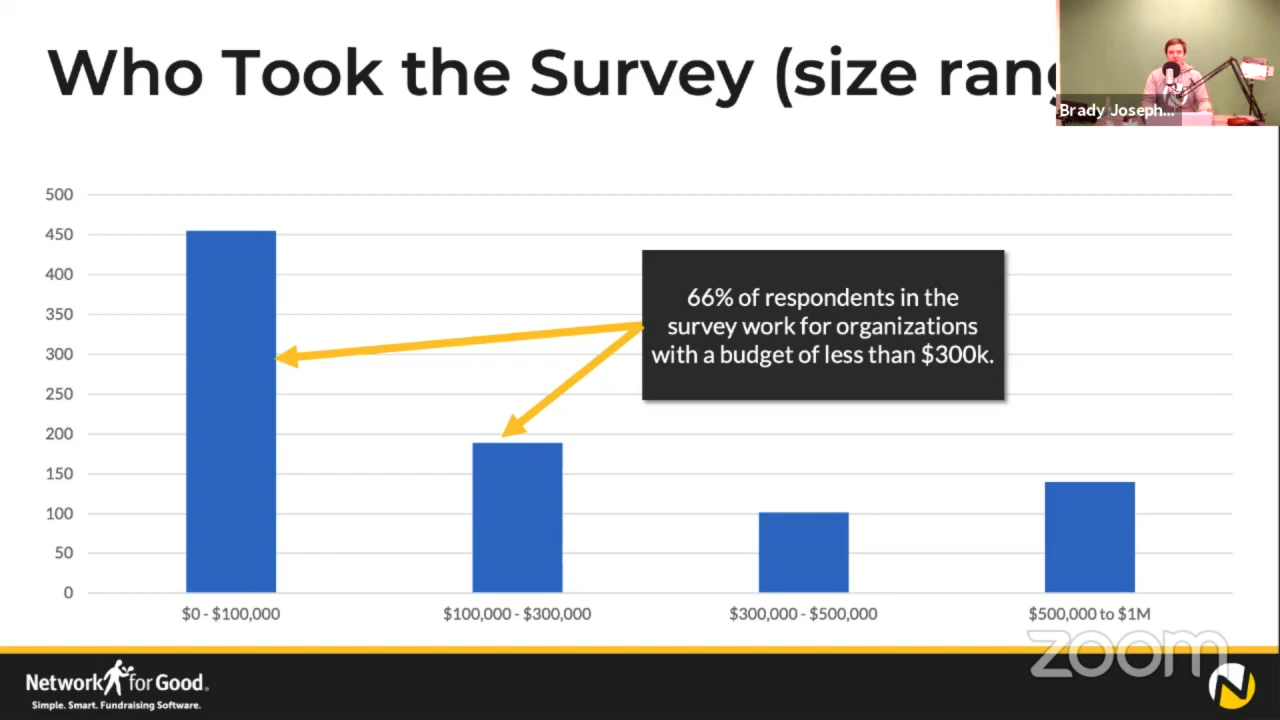 Who Took the Survey (size rang
Brady Joseph...
500
450
400
350
300
250
200
150
100
50
0
66% of respondents in the
survey work for organizations
with a budget of less than $300k.
$0 - $100,000
$100,000 - $300,000
$300,000 - $500,000
$500,000 to $1M
zoom
Network for Good.
Simple. Smart. Fundraising Software.
N